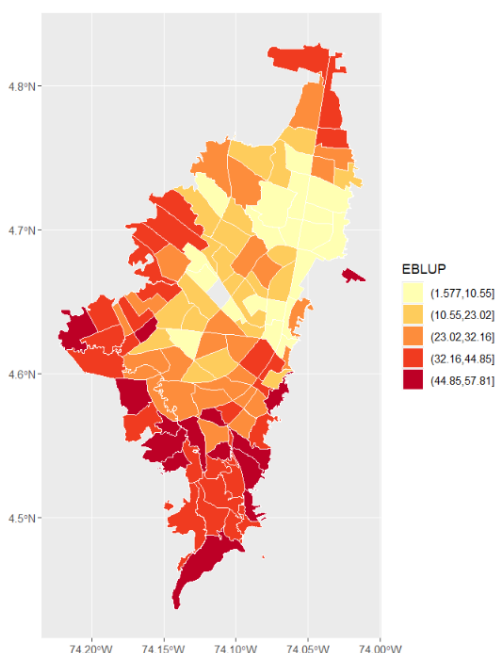 4.8°N
4.7°N
4.6°N
4.5°N
74.20°W 74.15°W 74.10°W 74.05°W 74.00°W
EBLUP
(1.577,10.55]
(10.55,23.02]
(23.02,32.16]
(32.16,44.85]
(44.85,57.81]